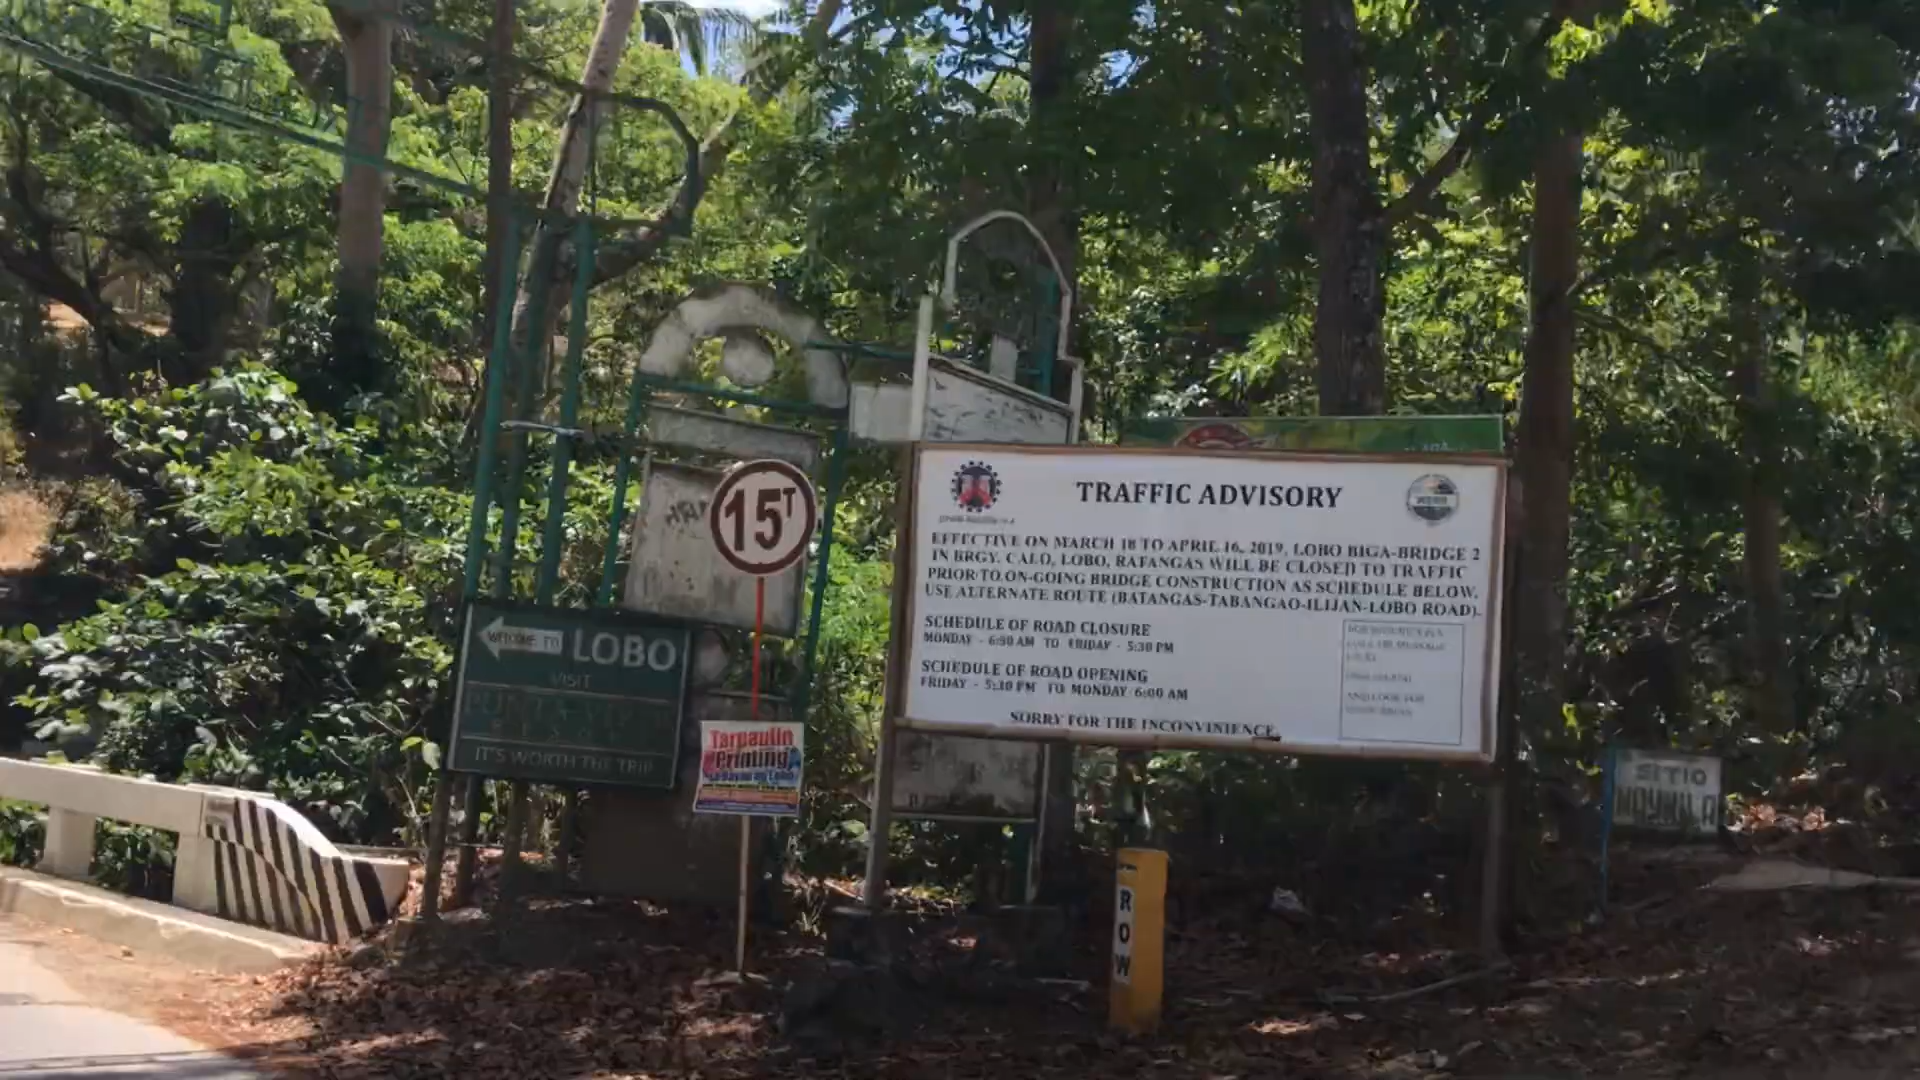 TRAFFIC ADVISORY
EFFECTIVE ON MARCH 18 TO APRIL 16, 2019, LOBO BIGA-BRIDGE 2
IN BRGY. CALO, LOBO, BATANGAS WILL BE CLOSED TO TRAFFIC
PRIOR TO ON-GOING BRIDGE CONSTRUCTION AS SCHEDULE BELOW.
USE ALTERNATE ROUTE (BATANGAS-TABANGAO-ILIJAN-LOBO ROAD).
SCHEDULE OF ROAD CLOSURE
MONDAY - 6:30 AM TO FRIDAY - 5:30 PM
SCHEDULE OF ROAD OPENING
FRIDAY - 5:30 PM TO MONDAY 6:00 AM
SORRY FOR THE INCONVINIENCE.
15T
WELCOME TO LOBO
VISIT
IT'S WORTH THE TRIP
Tarpaulin
Printing
ROW
SITIO